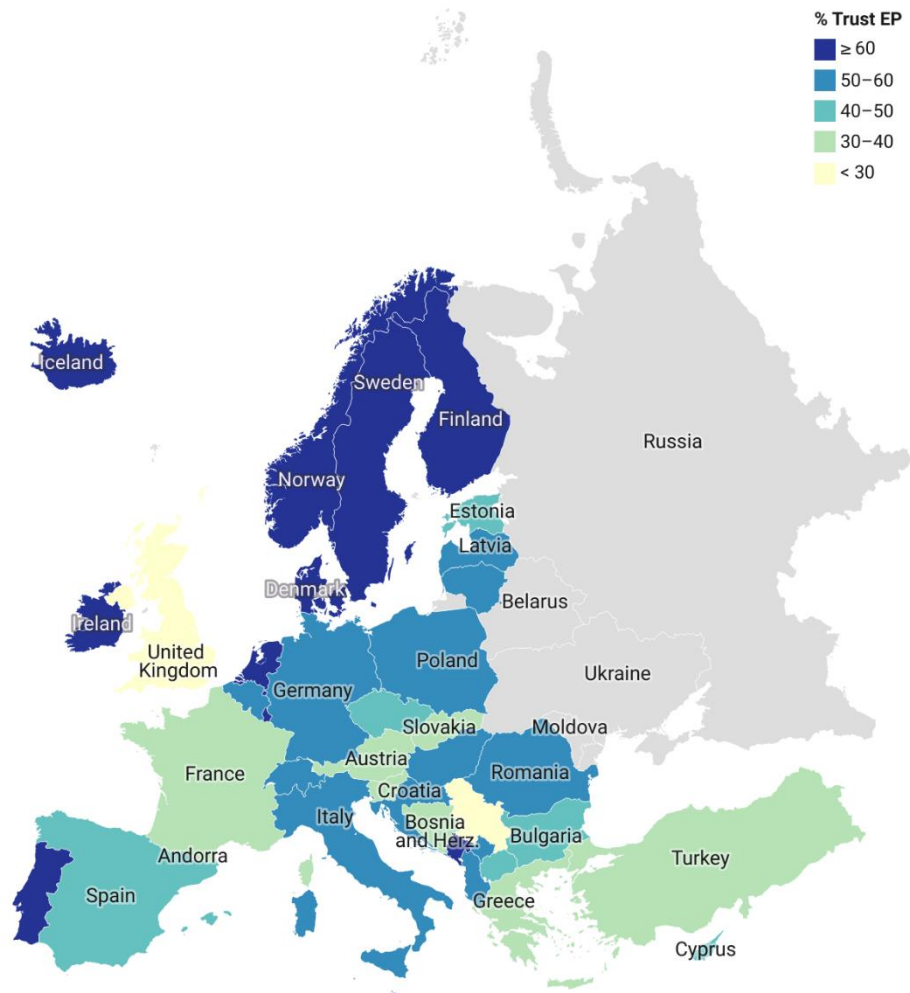 % Trust EP
≥ 60
50–60
40–50
30–40
< 30
Iceland
Sweden
Finland
Russia
Norway
Estonia
Latvia
Denmark
Belarus
Ireland
United
Kingdom
Poland
Ukraine
Germany
Slovakia
Moldova
Austria
France
Romania
Croatia
Italy
Bosnia
and Herz.
Bulgaria
Andorra
Turkey
Spain
Greece
Cyprus